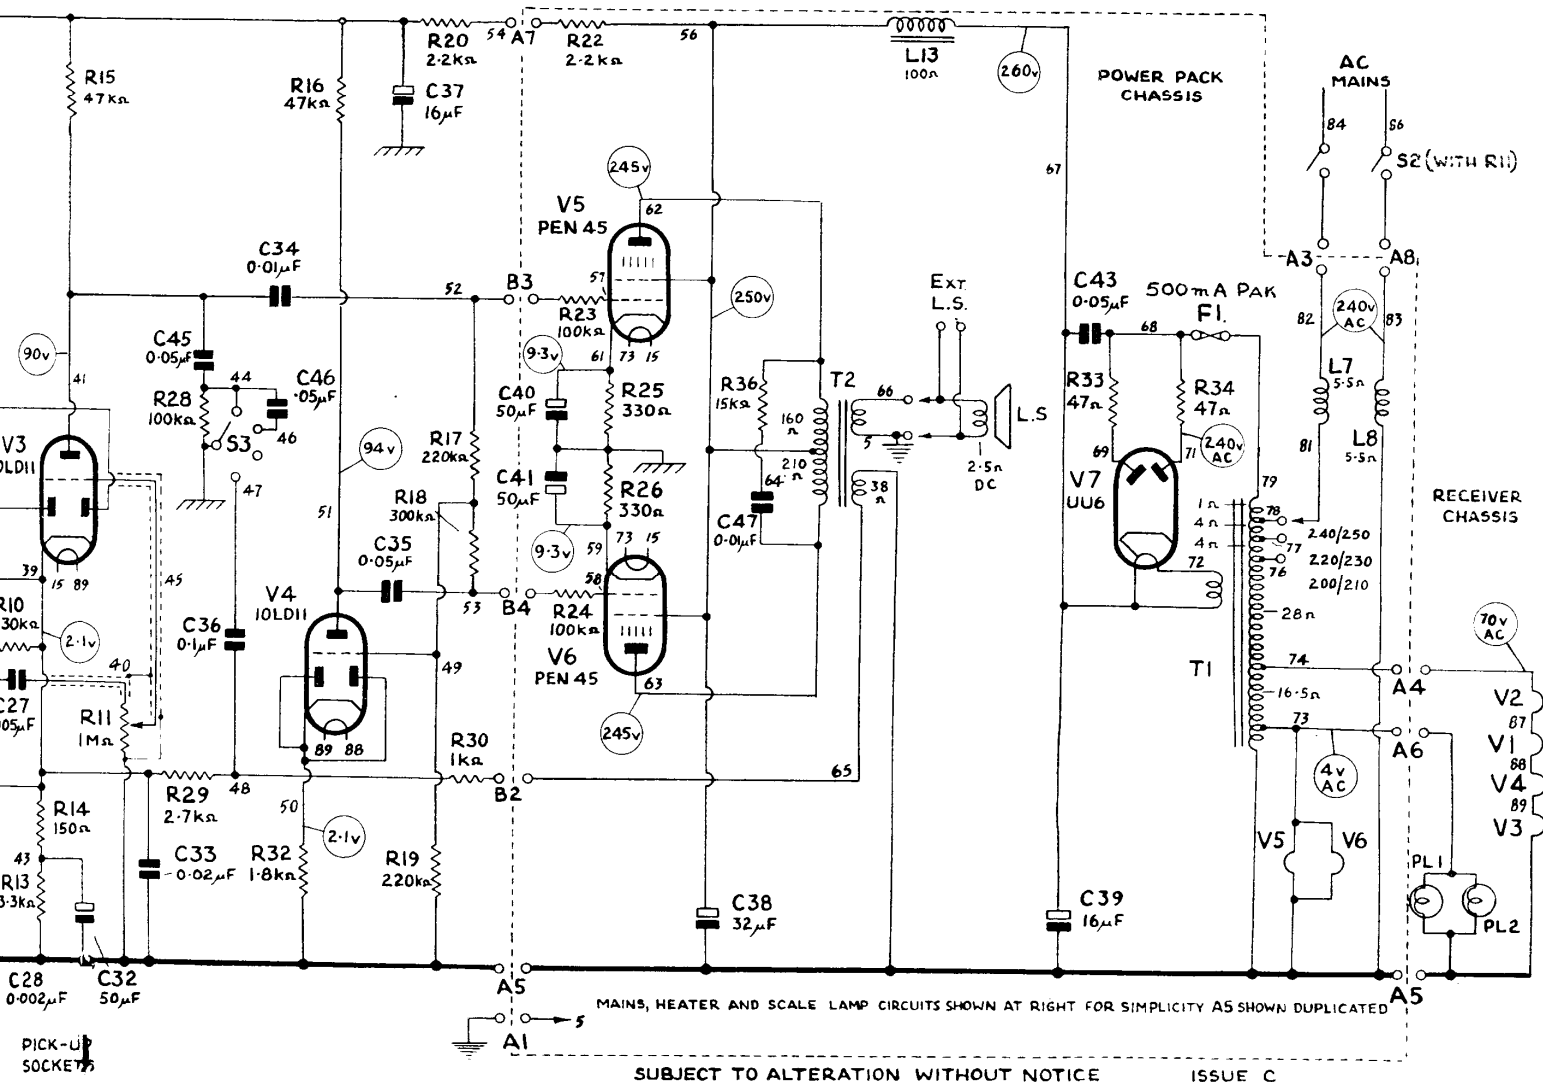 R15
47kΩ
R16
47kΩ
C37
16µF
R20
2·2kΩ
54
A7
R22
2·2kΩ
56
L13
100Ω
260v
POWER PACK
CHASSIS
AC
MAINS
84
86
S2 (WITH R11)
67
245v
V5
PEN 45
62
C34
0·01µF
52
B3
57
R23
100kΩ
250v
EXT.
L.S.
C43
0·05µF
500mA PAK
F1.
68
A3
A8
240v
AC
82
83
90v
41
C45
0·05µF
R28
100kΩ
44
C46
·05µF
46
S3
47
9·3v
61
73
15
C40
50µF
R25
330Ω
R36
15kΩ
T2
66
160
Ω
5
L.S
R33
47Ω
R34
47Ω
L7
5·5Ω
81
L8
5·5Ω
V3
10LD11
94v
R17
220kΩ
R18
300kΩ
C41
50µF
R26
330Ω
64
210
Ω
38
Ω
2·5Ω
DC
69
71
240v
AC
V7
UU6
79
1Ω
4Ω
4Ω
78
77
76
240/250
220/230
200/210
RECEIVER
CHASSIS
51
C35
0·05µF
53
B4
9·3v
59
73
15
58
C47
0·01µF
72
39
15
89
45
R10
30kΩ
V4
10LD11
R24
100kΩ
V6
PEN 45
28Ω
70v
AC
2·1v
C36
0·1µF
49
40
C27
05µF
R11
1MΩ
63
245v
T1
74
A4
16·5Ω
73
A6
V2
87
V1
88
V4
89
V3
89
88
R30
1kΩ
B2
65
4v
AC
R29
2·7kΩ
48
50
R14
150Ω
43
R13
3·3kΩ
C33
0·02µF
2·1v
R32
1·8kΩ
R19
220kΩ
C38
32µF
C39
16µF
V5
V6
PL1
PL2
C28
0·002µF
C32
50µF
A5
MAINS, HEATER AND SCALE LAMP CIRCUITS SHOWN AT RIGHT FOR SIMPLICITY A5 SHOWN DUPLICATED
A5
5
A1
PICK-UP
SOCKETS
SUBJECT TO ALTERATION WITHOUT NOTICE
ISSUE C